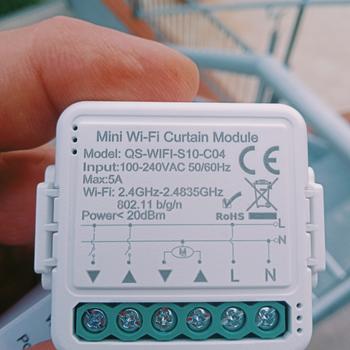 Mini Wi-Fi Curtain Module
Model: QS-WIFI-S10-C04
Input:100-240VAC 50/60Hz
Max:5A
Wi-Fi: 2.4GHz-2.4835GHz
802.11 b/g/n
Power< 20dBm
CE
RoHS
L
N
M
L N